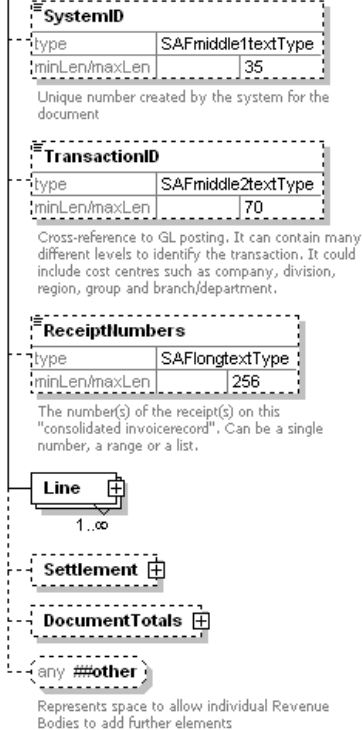 SystemID
type SAFmiddle1textType
minLen/maxLen 35
Unique number created by the system for the
document
TransactionID
type SAFmiddle2textType
minLen/maxLen 70
Cross-reference to GL posting. It can contain many
different levels to identify the transaction. It could
include cost centres such as company, division,
region, group and branch/department.
ReceiptNumbers
type SAFlongtextType
minLen/maxLen 256
The number(s) of the receipt(s) on this
"consolidated invoicerecord". Can be a single
number, a range or a list.
Line
1..∞
Settlement
DocumentTotals
any ##other
Represents space to allow individual Revenue
Bodies to add further elements